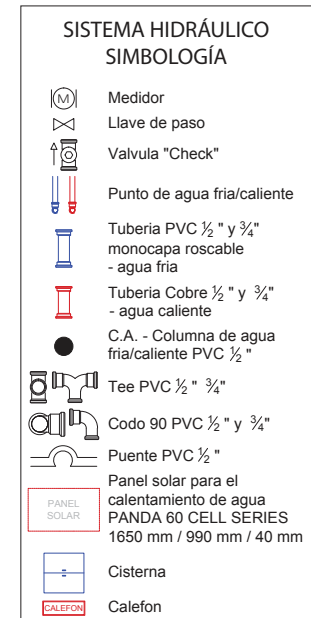 SISTEMA HIDRÁULICO
SIMBOLOGÍA
M Medidor
Llave de paso
Valvula "Check"
Punto de agua fria/caliente
Tuberia PVC ½ " y ¾"
monocapa roscable
- agua fria
Tuberia Cobre ½ " y ¾"
- agua caliente
C.A. - Columna de agua
fria/caliente PVC ½ "
Tee PVC ½ " ¾"
Codo 90 PVC ½ " y ¾"
Puente PVC ½ "
PANEL
SOLAR
Panel solar para el
calentamiento de agua
PANDA 60 CELL SERIES
1650 mm / 990 mm / 40 mm
Cisterna
CALEFON Calefon